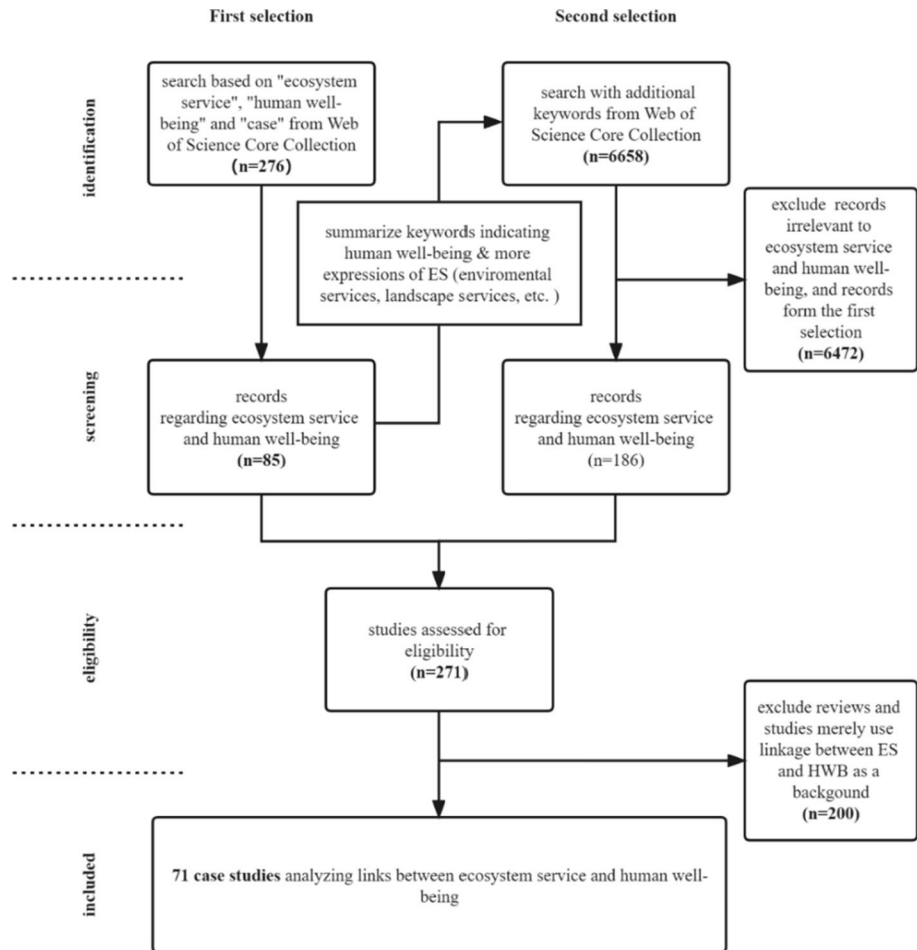 First selection
Second selection
identification
search based on "ecosystem
service", "human well-
being" and "case" from Web
of Science Core Collection
(n=276)
search with additional
keywords from Web of
Science Core Collection
(n=6658)
summarize keywords indicating
human well-being & more
expressions of ES (enviromental
services, landscape services, etc. )
exclude records
irrelevant to
ecosystem service
and human well-
being, and records
form the first
selection
(n=6472)
screening
records
regarding ecosystem service
and human well-being
(n=85)
records
regarding ecosystem service
and human well-being
(n=186)
eligibility
studies assessed for
eligibility
(n=271)
exclude reviews and
studies merely use
linkage between ES
and HWB as a
backgound
(n=200)
included
71 case studies analyzing links between ecosystem service and human well-
being